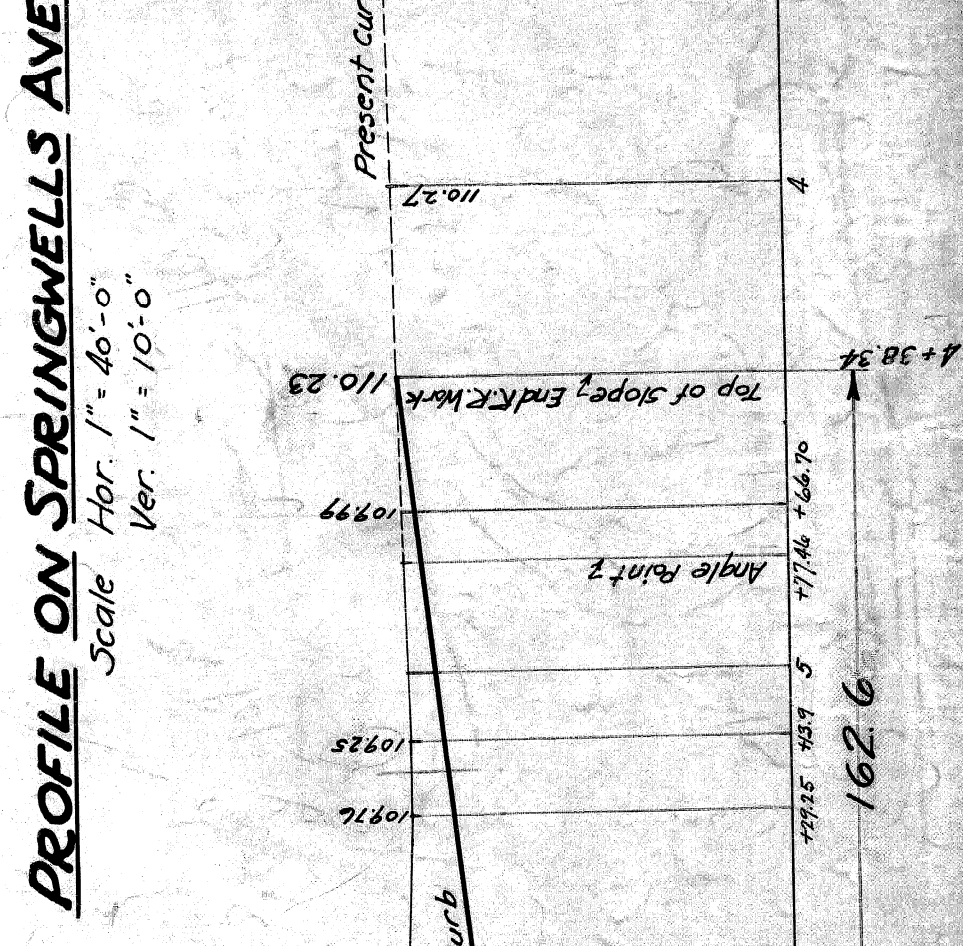 PROFILE ON SPRINGWELLS AVE
Scale Hor. 1" = 40'-0"
Ver. 1" = 10'-0"
Present Cur
110.27
4
110.23
Top of Slope, End R.R. Work
4+38.34
109.99
+66.70
Angle Point
+77.46
5
109.25
+13.9
109.76
+29.25
162.6
urb